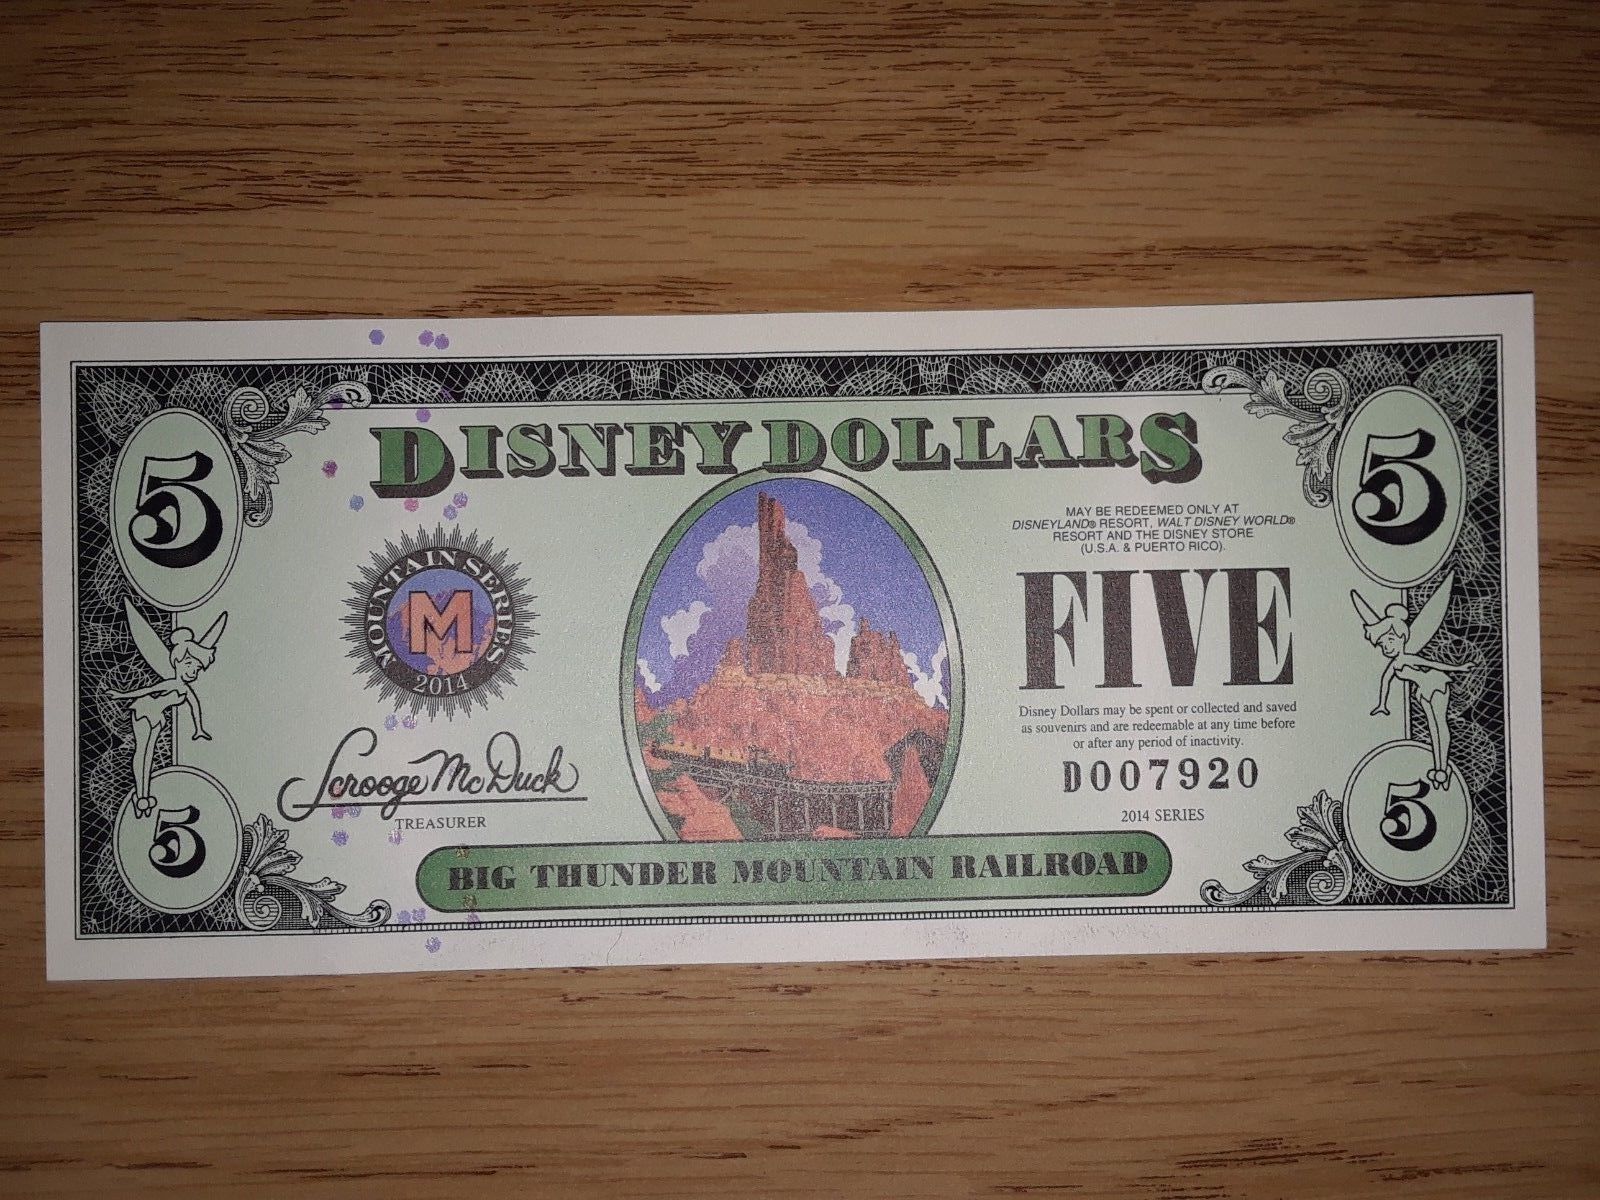 DISNEY DOLLARS
5
5
MAY BE REDEEMED ONLY AT
DISNEYLAND® RESORT, WALT DISNEY WORLD®
RESORT AND THE DISNEY STORE
(U.S.A. & PUERTO RICO).
MOUNTAIN SERIES
M
2014
FIVE
Disney Dollars may be spent or collected and saved
as souvenirs and are redeemable at any time before
or after any period of inactivity.
Scrooge McDuck
TREASURER
D007920
2014 SERIES
5
5
BIG THUNDER MOUNTAIN RAILROAD